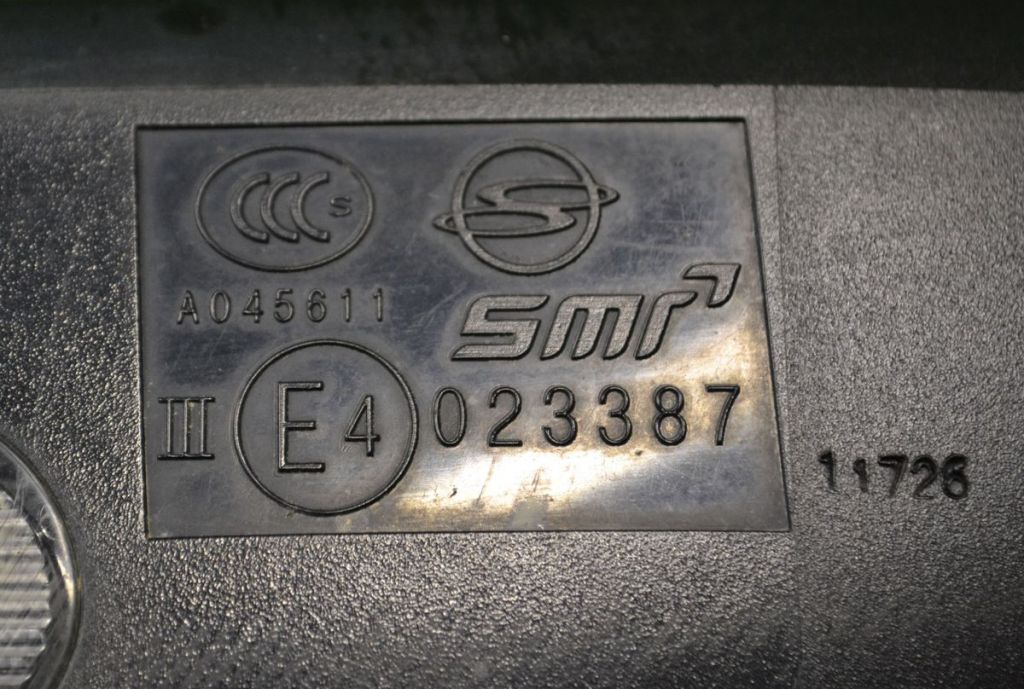 CCC S
A045611
smr
III E4 023387
11726